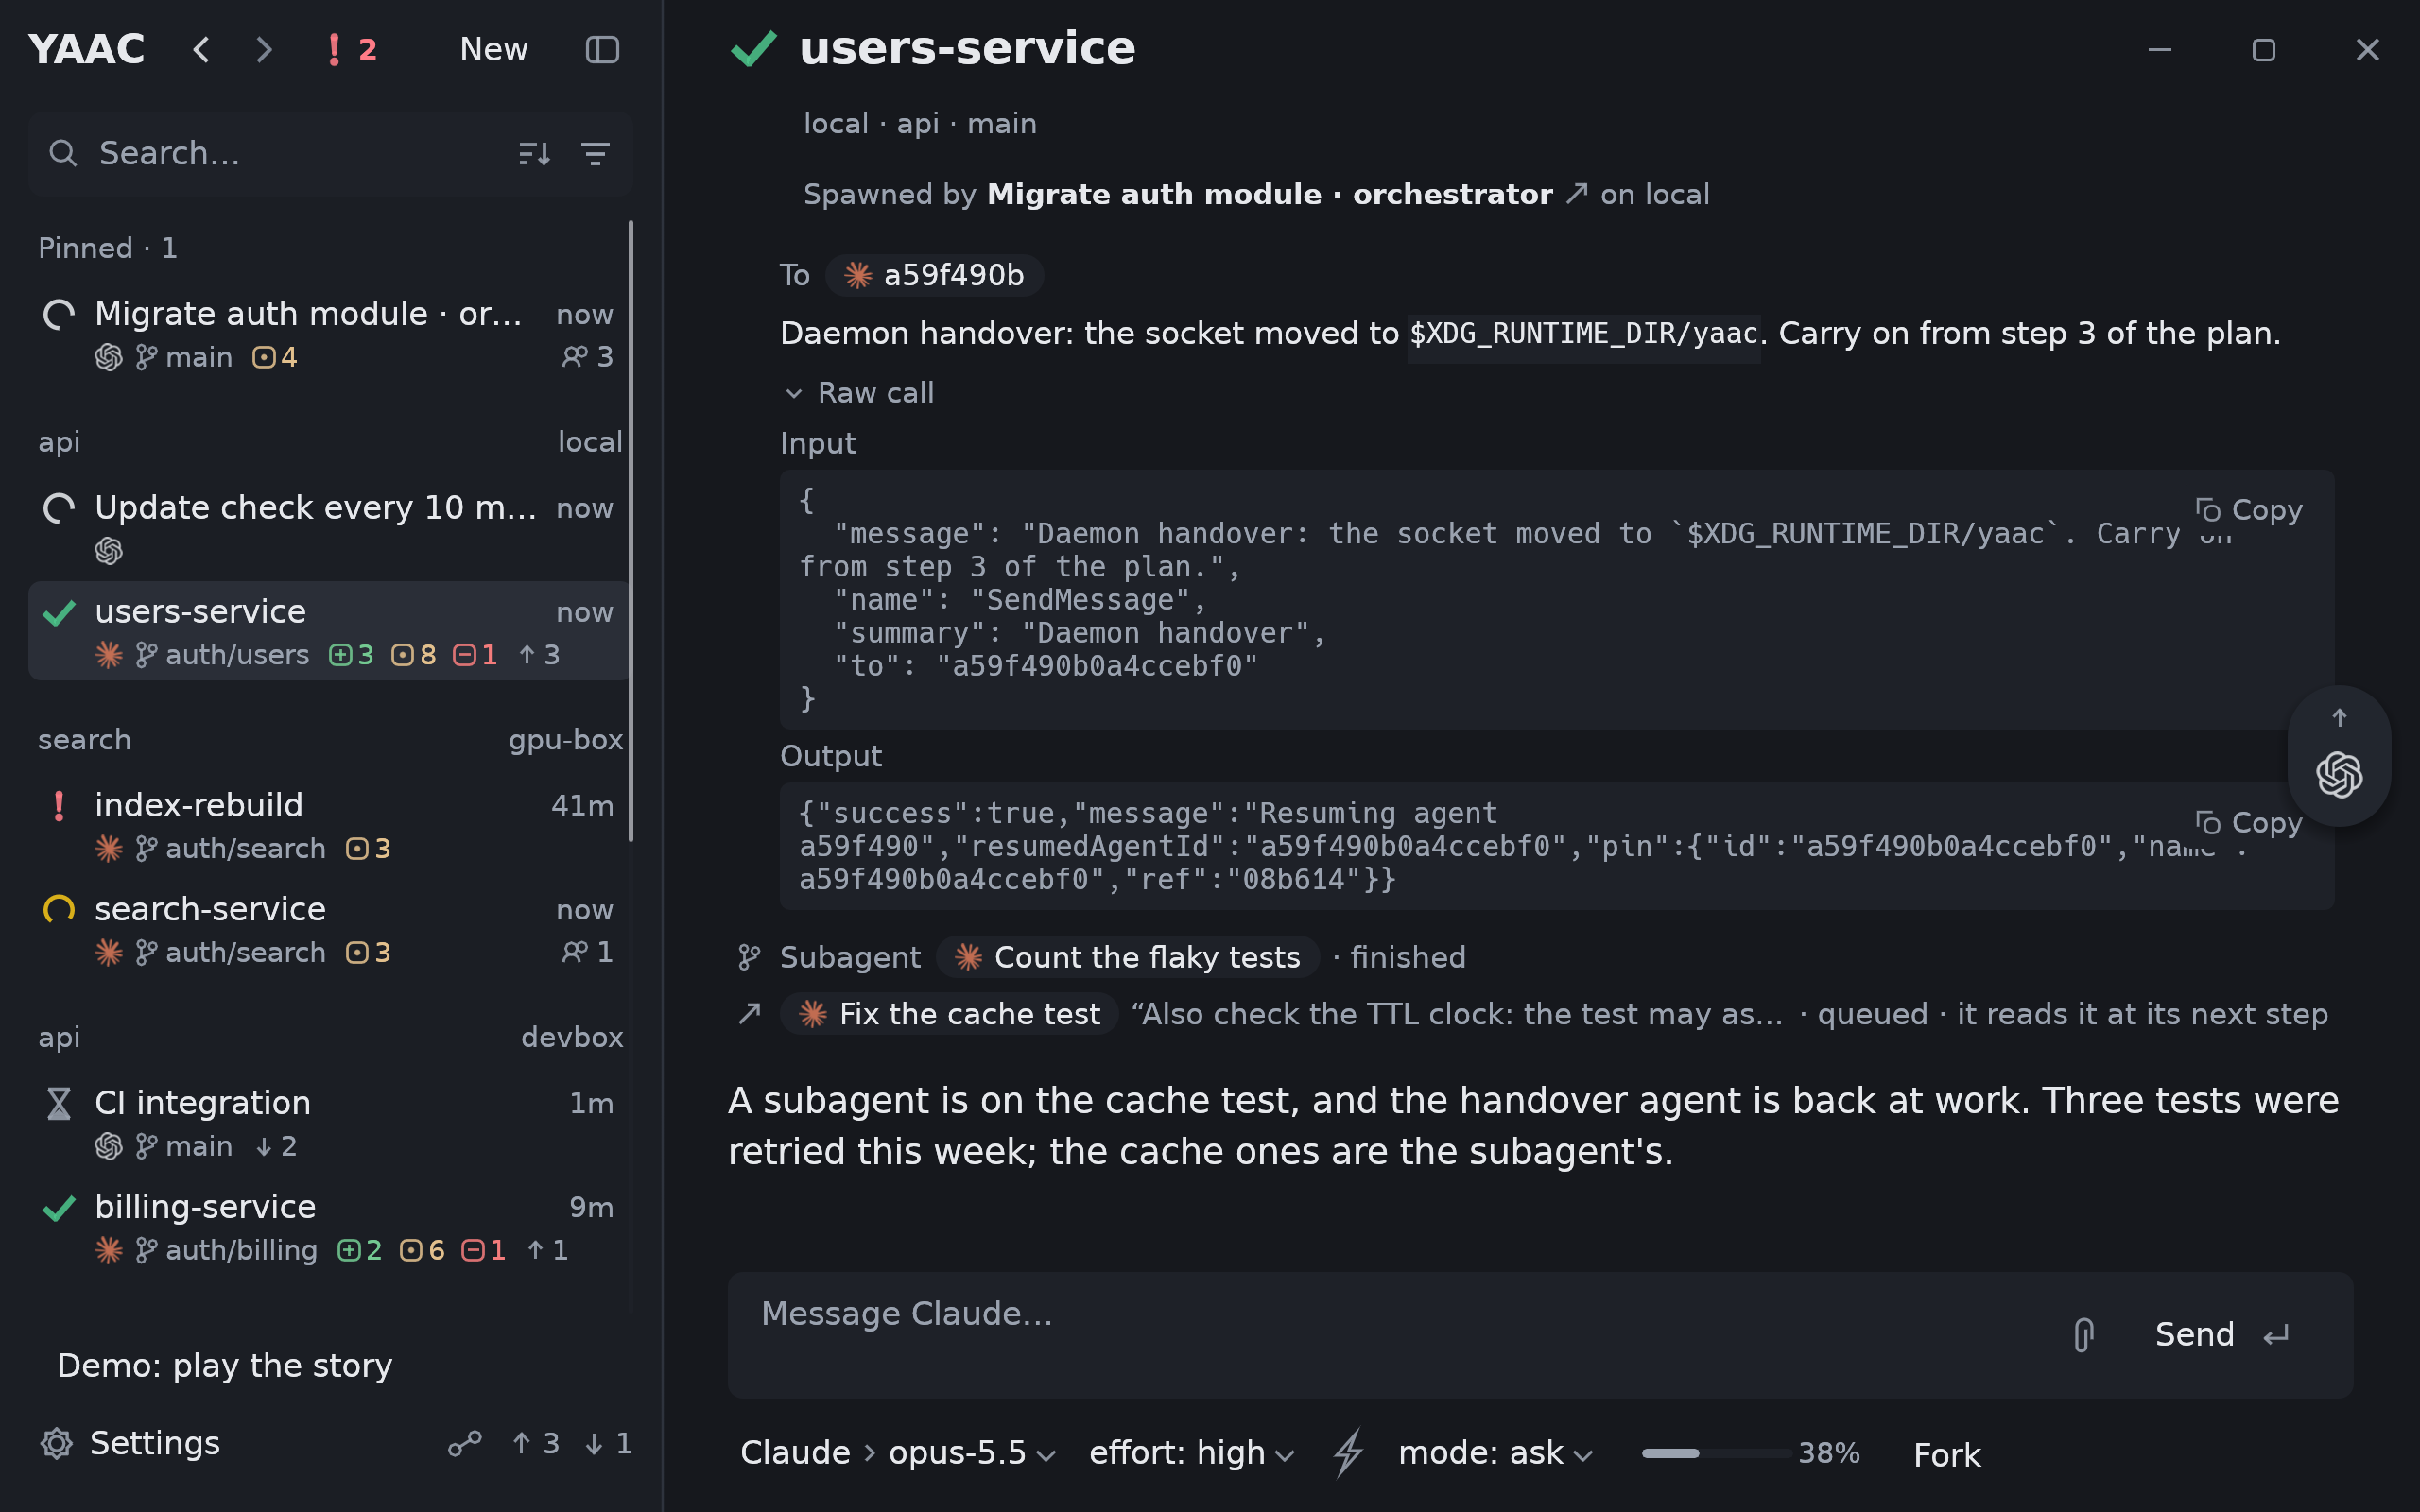 YAAC
2
New
users-service
Search…
local · api · main
Spawned by Migrate auth module · orchestrator ↗ on local
Pinned · 1
Migrate auth module · or… now
main 4 3
api local
Update check every 10 m… now
users-service now
auth/users 3 8 1 ↑ 3
search gpu-box
index-rebuild 41m
auth/search 3
search-service now
auth/search 3 1
api devbox
CI integration 1m
main ↓ 2
billing-service 9m
auth/billing 2 6 1 ↑ 1
Demo: play the story
Settings ↑ 3 ↓ 1
To a59f490b
Daemon handover: the socket moved to $XDG_RUNTIME_DIR/yaac. Carry on from step 3 of the plan.
Raw call
Input
Copy
{
"message": "Daemon handover: the socket moved to `$XDG_RUNTIME_DIR/yaac`. Carry on
from step 3 of the plan.",
"name": "SendMessage",
"summary": "Daemon handover",
"to": "a59f490b0a4ccebf0"
}
Output
Copy
{"success":true,"message":"Resuming agent
a59f490","resumedAgentId":"a59f490b0a4ccebf0","pin":{"id":"a59f490b0a4ccebf0","name":
a59f490b0a4ccebf0","ref":"08b614"}}
Subagent Count the flaky tests · finished
Fix the cache test “Also check the TTL clock: the test may as… · queued · it reads it at its next step
A subagent is on the cache test, and the handover agent is back at work. Three tests were
retried this week; the cache ones are the subagent's.
Message Claude…
Send
Claude › opus-5.5 effort: high mode: ask 38% Fork